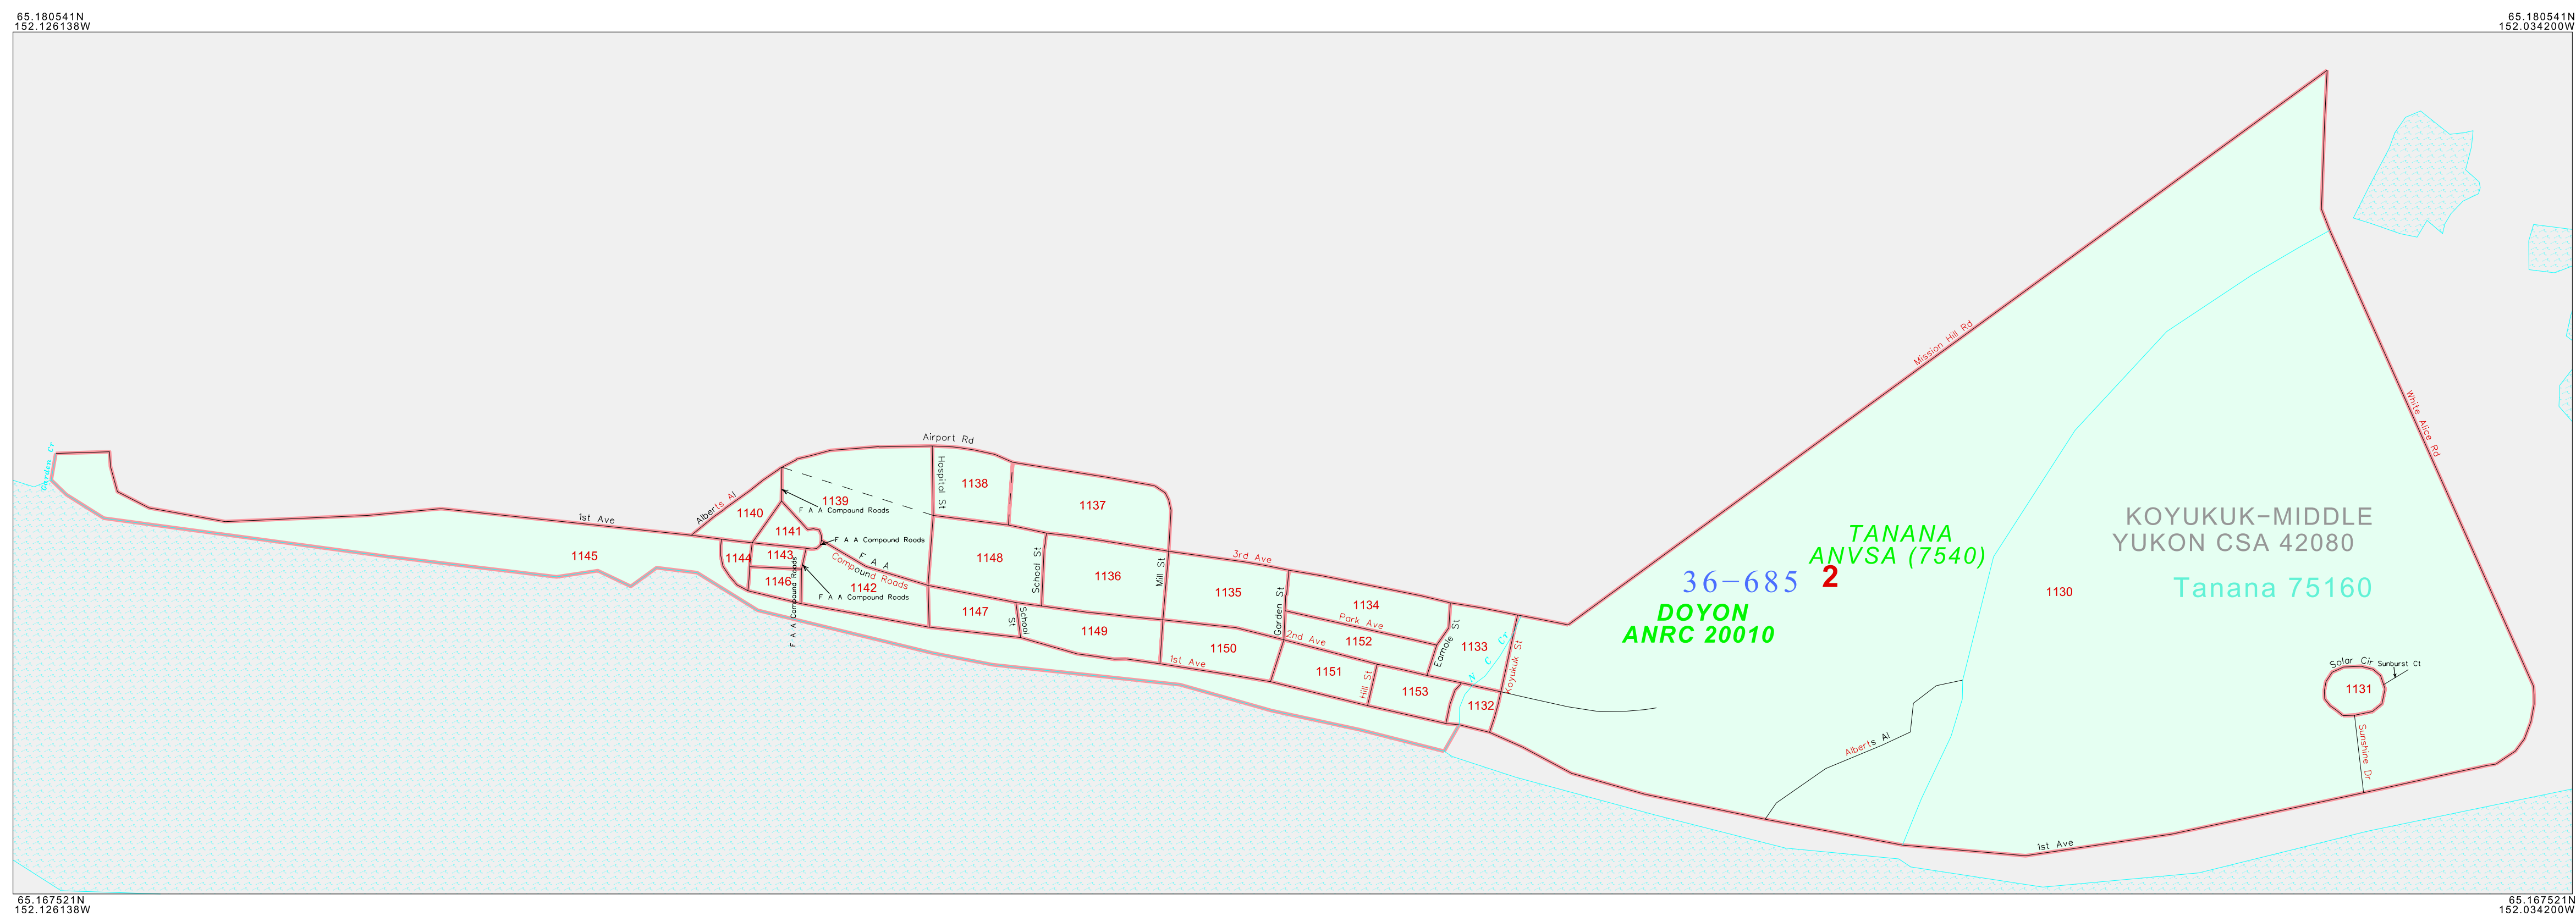 65.180541N
152.126138W
65.180541N
152.034200W
Mission Hill Rd
White Alice Rd
Garden Cr
Airport Rd
Hospital St
1138
1137
1139
F A A Compound Roads
Alberts Al
1140
1st Ave
1141
F A A Compound Roads
1145
1144
1143
F A A
Compound Roads
1146
1142
F A A Compound Roads
F A A Compound Roads
1148
School St
1136
Mill St
3rd Ave
1135
Garden St
1134
Park Ave
1147
School
St
1149
2nd Ave
1152
Eamole St
1133
N C Cr
Koyukuk St
1150
1st Ave
1151
Hill St
1153
1132
TANANA
ANVSA (7540)
36-685
2
DOYON
ANRC 20010
KOYUKUK-MIDDLE
YUKON CSA 42080
Tanana 75160
1130
Solar Cir
Sunburst Ct
1131
Sunshine Dr
Alberts Al
1st Ave
65.167521N
152.126138W
65.167521N
152.034200W